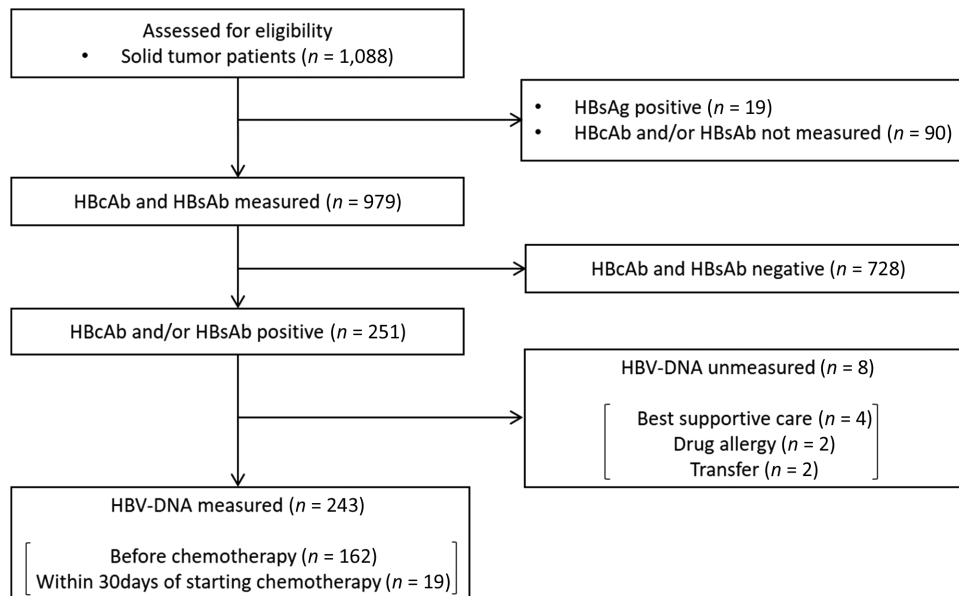 Assessed for eligibility
• Solid tumor patients (n = 1,088)
• HBsAg positive (n = 19)
• HBcAb and/or HBsAb not measured (n = 90)
HBcAb and HBsAb measured (n = 979)
HBcAb and HBsAb negative (n = 728)
HBcAb and/or HBsAb positive (n = 251)
HBV-DNA unmeasured (n = 8)
Best supportive care (n = 4)
Drug allergy (n = 2)
Transfer (n = 2)
HBV-DNA measured (n = 243)
Before chemotherapy (n = 162)
Within 30days of starting chemotherapy (n = 19)